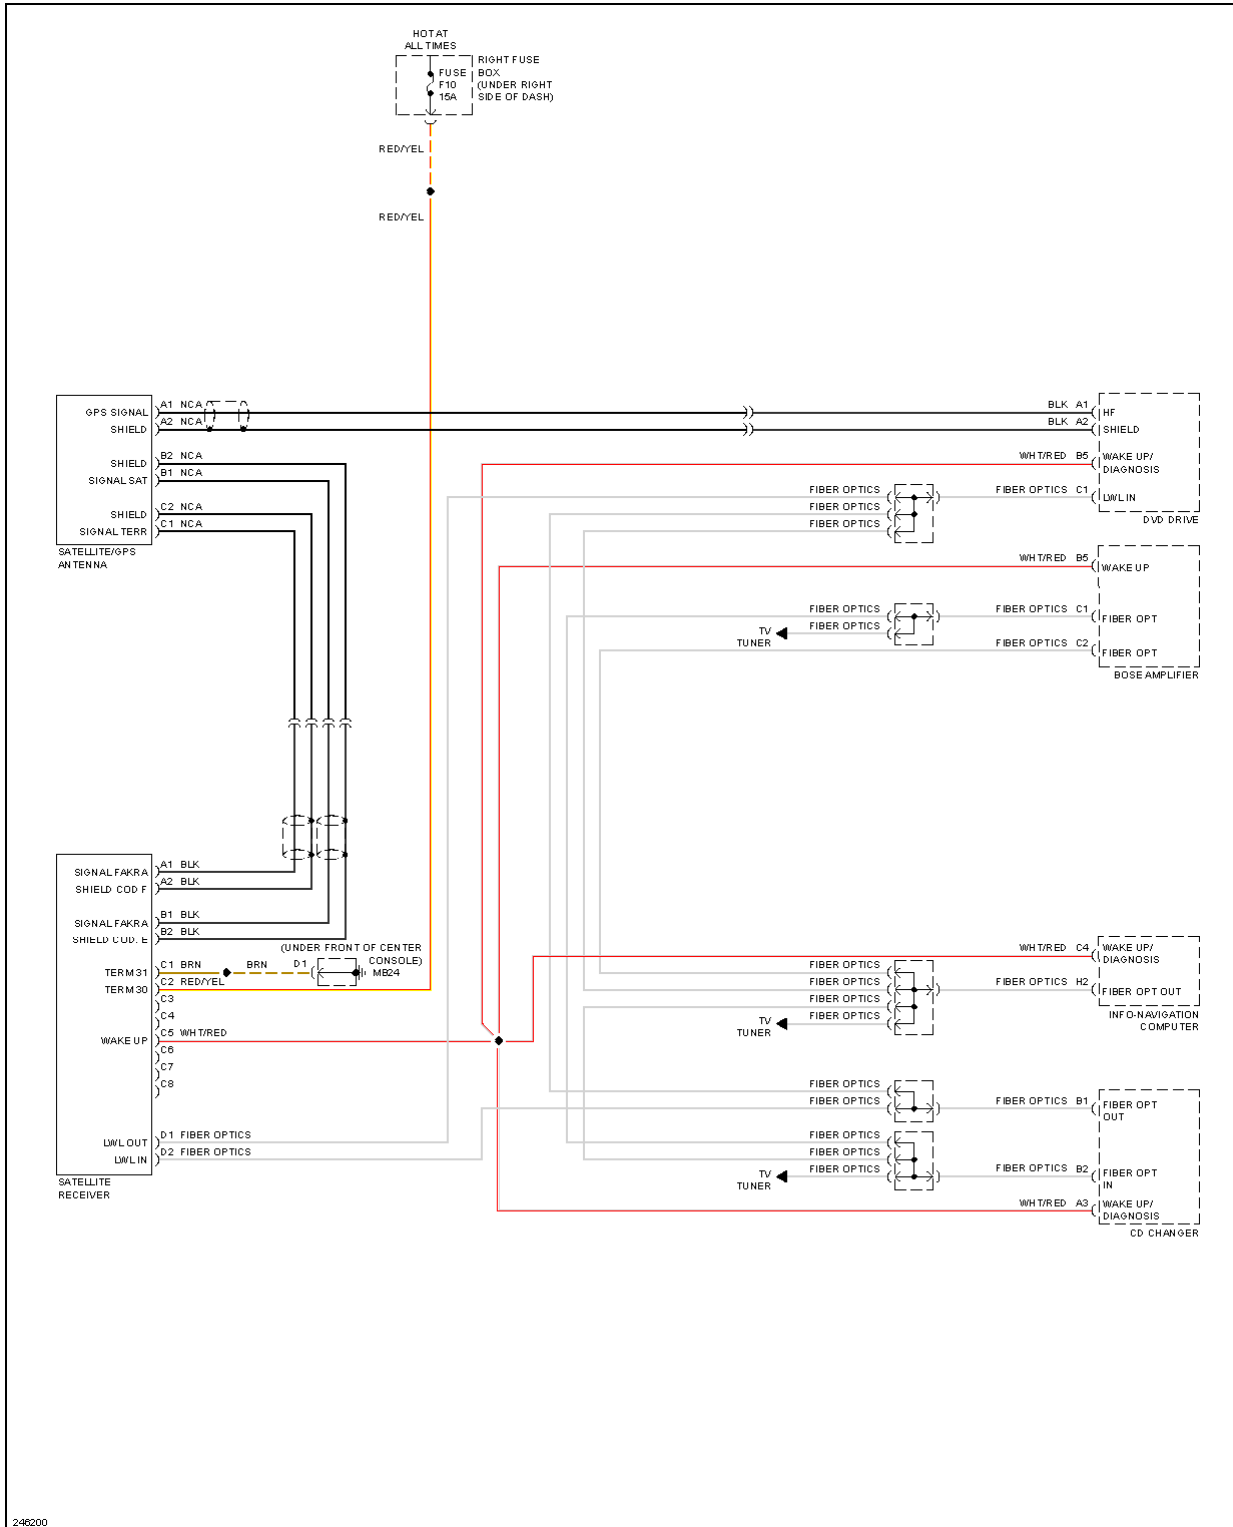 HOT AT
ALL TIMES
FUSE
F10
15A
RIGHT FUSE
BOX
(UNDER RIGHT
SIDE OF DASH)
RED/YEL
RED/YEL
GPS SIGNAL A1 NCA
SHIELD A2 NCA
SHIELD B2 NCA
SIGNAL SAT B1 NCA
SHIELD C2 NCA
SIGNAL TERR C1 NCA
SATELLITE/GPS
ANTENNA
BLK A1 HF
BLK A2 SHIELD
WHT/RED B5 WAKE UP/
DIAGNOSIS
FIBER OPTICS FIBER OPTICS C1 LWL IN
FIBER OPTICS
FIBER OPTICS
DVD DRIVE
WHT/RED B5 WAKE UP
FIBER OPTICS FIBER OPTICS C1 FIBER OPT
TV
TUNER
FIBER OPTICS
FIBER OPTICS C2 FIBER OPT
BOSE AMPLIFIER
SIGNAL FAKRA A1 BLK
SHIELD COD F A2 BLK
SIGNAL FAKRA B1 BLK
SHIELD COD. E B2 BLK
(UNDER FRONT OF CENTER
CONSOLE)
TERM 31 C1 BRN BRN D1 MB24
TERM 30 C2 RED/YEL
C3
C4
WAKE UP C5 WHT/RED
C6
C7
C8
LWL OUT D1 FIBER OPTICS
LWL IN D2 FIBER OPTICS
SATELLITE
RECEIVER
WHT/RED C4 WAKE UP/
DIAGNOSIS
FIBER OPTICS
FIBER OPTICS FIBER OPTICS H2 FIBER OPT OUT
FIBER OPTICS
TV
TUNER
FIBER OPTICS
INFO-NAVIGATION
COMPUTER
FIBER OPTICS
FIBER OPTICS FIBER OPTICS B1 FIBER OPT
OUT
FIBER OPTICS
FIBER OPTICS
TV
TUNER
FIBER OPTICS FIBER OPTICS B2 FIBER OPT
IN
WHT/RED A3 WAKE UP/
DIAGNOSIS
CD CHANGER
246200